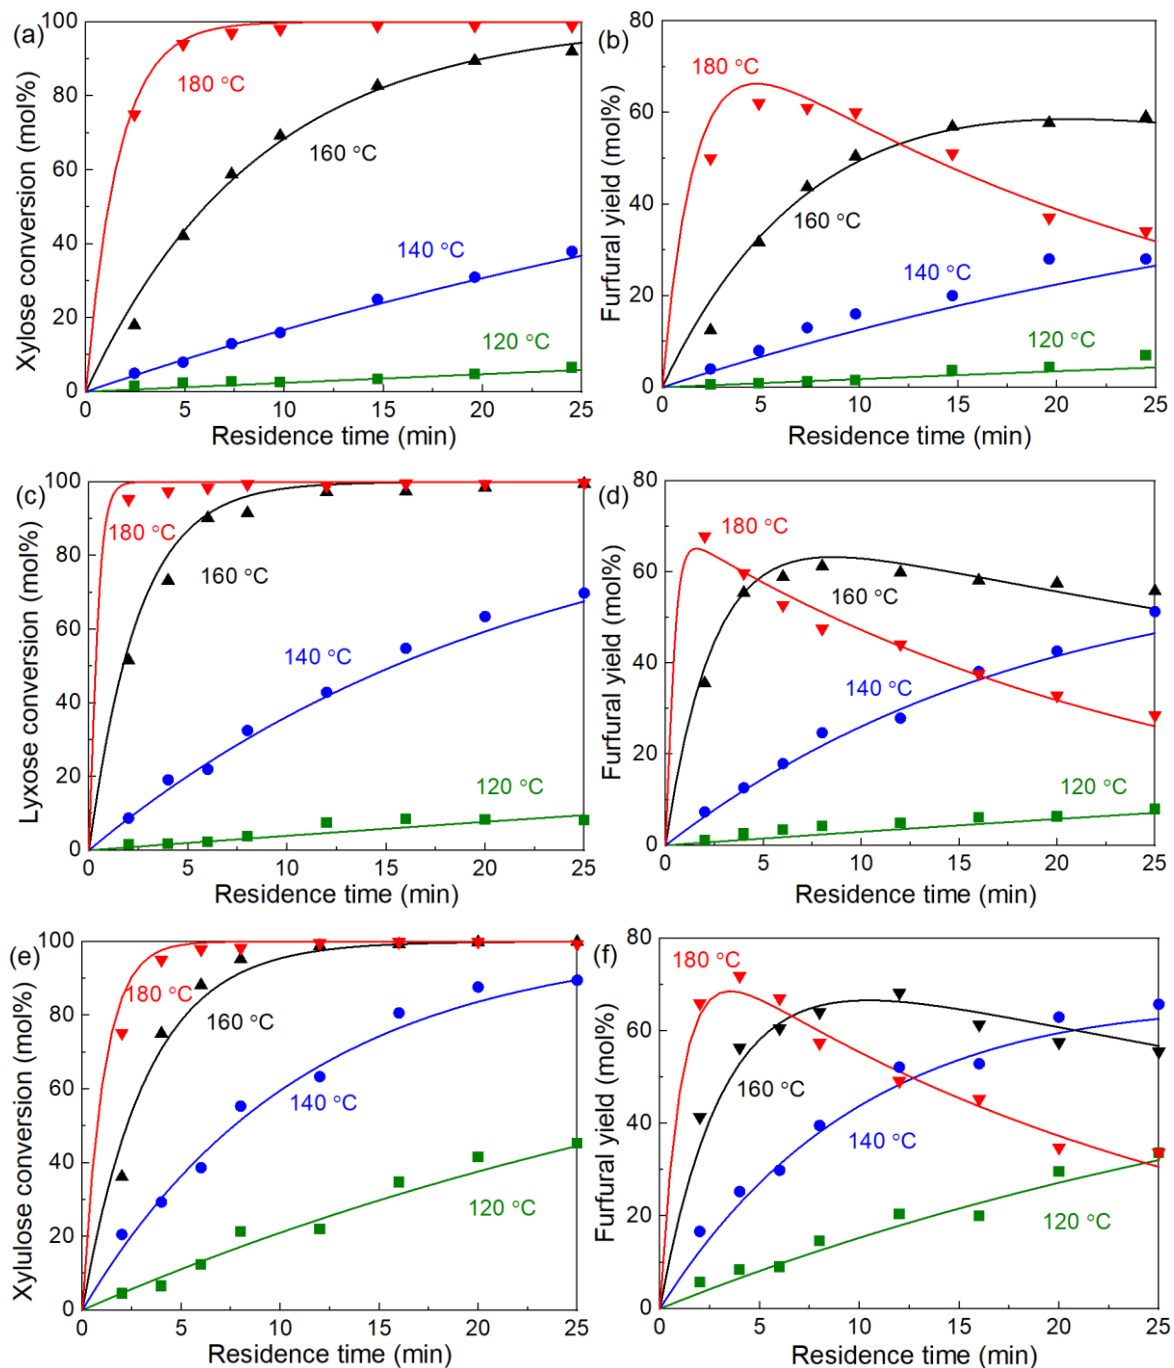 (a)
Xylose conversion (mol%)
100
80
60
40
20
0
180 °C
160 °C
140 °C
120 °C
0 5 10 15 20 25
Residence time (min)
(b)
Furfural yield (mol%)
80
60
40
20
0
180 °C
160 °C
140 °C
120 °C
0 5 10 15 20 25
Residence time (min)
(c)
Lyxose conversion (mol%)
100
80
60
40
20
0
180 °C
160 °C
140 °C
120 °C
0 5 10 15 20 25
Residence time (min)
(d)
Furfural yield (mol%)
80
60
40
20
0
180 °C
160 °C
140 °C
120 °C
0 5 10 15 20 25
Residence time (min)
(e)
Xylulose conversion (mol%)
100
80
60
40
20
0
180 °C
160 °C
140 °C
120 °C
0 5 10 15 20 25
Residence time (min)
(f)
Furfural yield (mol%)
80
60
40
20
0
180 °C
160 °C
140 °C
120 °C
0 5 10 15 20 25
Residence time (min)